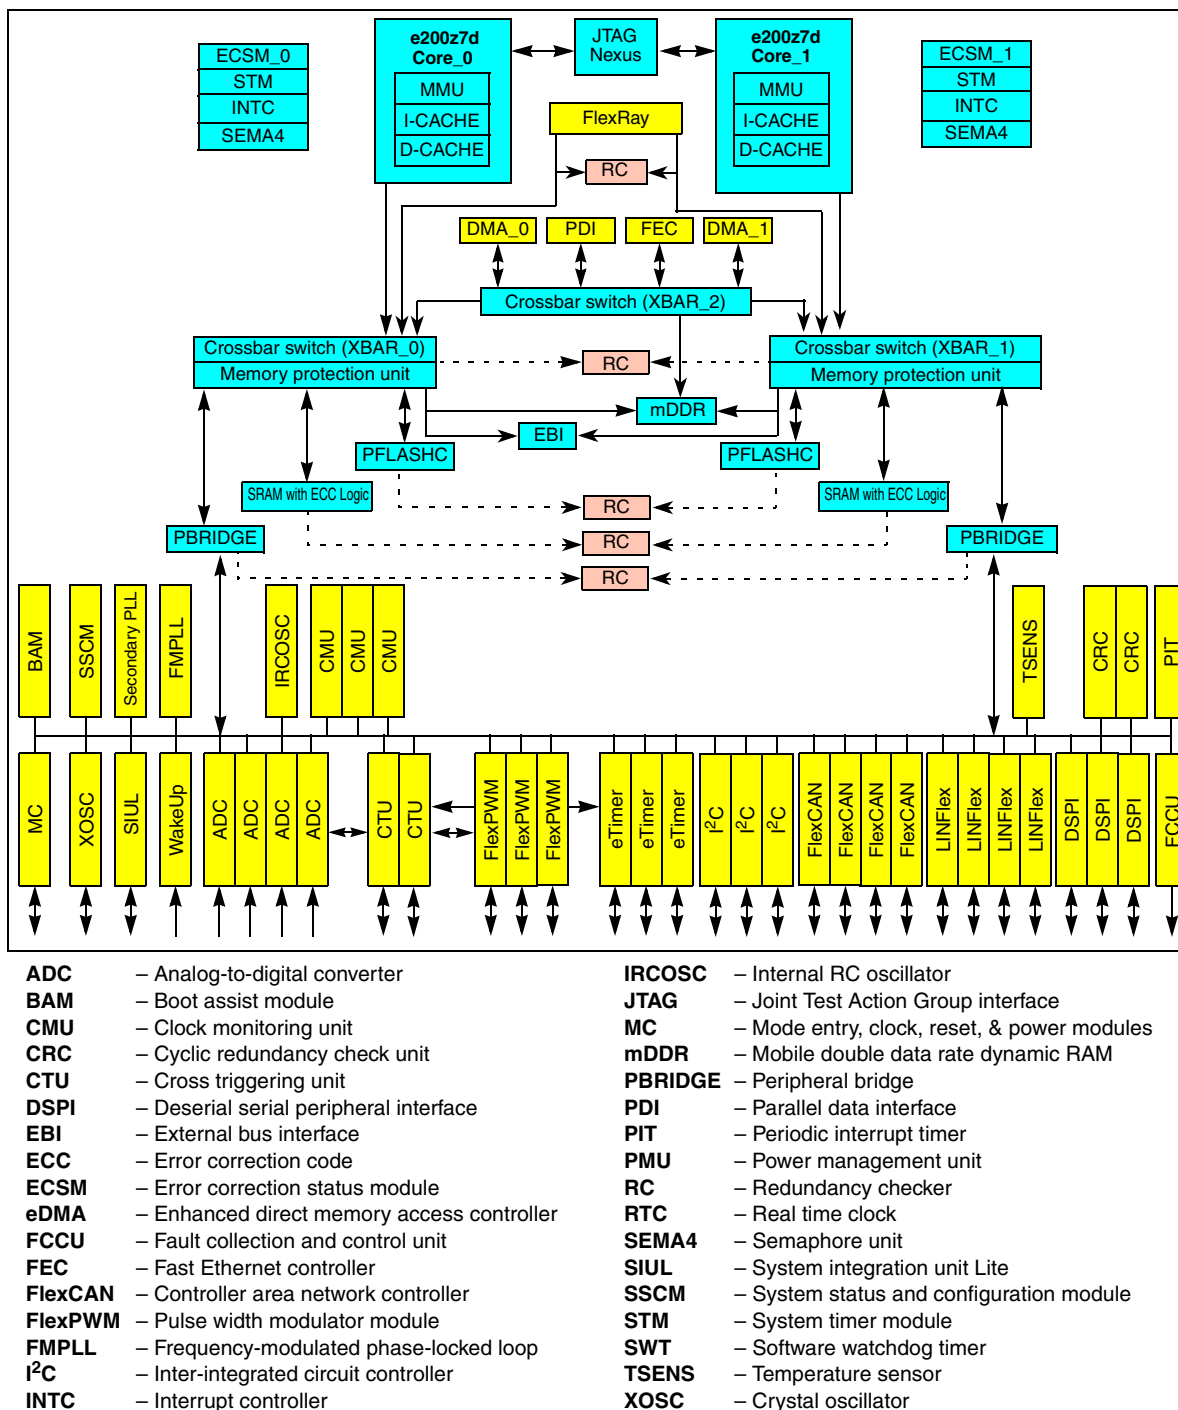 e200z7d
Core_0
MMU
I-CACHE
D-CACHE
JTAG
Nexus
e200z7d
Core_1
MMU
I-CACHE
D-CACHE
ECSM_0
STM
INTC
SEMA4
ECSM_1
STM
INTC
SEMA4
FlexRay
RC
DMA_0
PDI
FEC
DMA_1
Crossbar switch (XBAR_2)
Crossbar switch (XBAR_0)
Memory protection unit
RC
Crossbar switch (XBAR_1)
Memory protection unit
mDDR
EBI
PFLASHC
PFLASHC
SRAM with ECC Logic
SRAM with ECC Logic
RC
PBRIDGE
RC
PBRIDGE
RC
BAM
SSCM
Secondary PLL
FMPLL
IRCOSC
CMU
CMU
CMU
TSENS
CRC
CRC
PIT
MC
XOSC
SIUL
WakeUp
ADC
ADC
ADC
ADC
CTU
CTU
FlexPWM
FlexPWM
FlexPWM
eTimer
eTimer
eTimer
I²C
I²C
I²C
FlexCAN
FlexCAN
FlexCAN
FlexCAN
LINFlex
LINFlex
LINFlex
LINFlex
DSPI
DSPI
DSPI
FCCU
ADC – Analog-to-digital converter
BAM – Boot assist module
CMU – Clock monitoring unit
CRC – Cyclic redundancy check unit
CTU – Cross triggering unit
DSPI – Deserial serial peripheral interface
EBI – External bus interface
ECC – Error correction code
ECSM – Error correction status module
eDMA – Enhanced direct memory access controller
FCCU – Fault collection and control unit
FEC – Fast Ethernet controller
FlexCAN – Controller area network controller
FlexPWM – Pulse width modulator module
FMPLL – Frequency-modulated phase-locked loop
I²C – Inter-integrated circuit controller
INTC – Interrupt controller
IRCOSC – Internal RC oscillator
JTAG – Joint Test Action Group interface
MC – Mode entry, clock, reset, & power modules
mDDR – Mobile double data rate dynamic RAM
PBRIDGE – Peripheral bridge
PDI – Parallel data interface
PIT – Periodic interrupt timer
PMU – Power management unit
RC – Redundancy checker
RTC – Real time clock
SEMA4 – Semaphore unit
SIUL – System integration unit Lite
SSCM – System status and configuration module
STM – System timer module
SWT – Software watchdog timer
TSENS – Temperature sensor
XOSC – Crystal oscillator